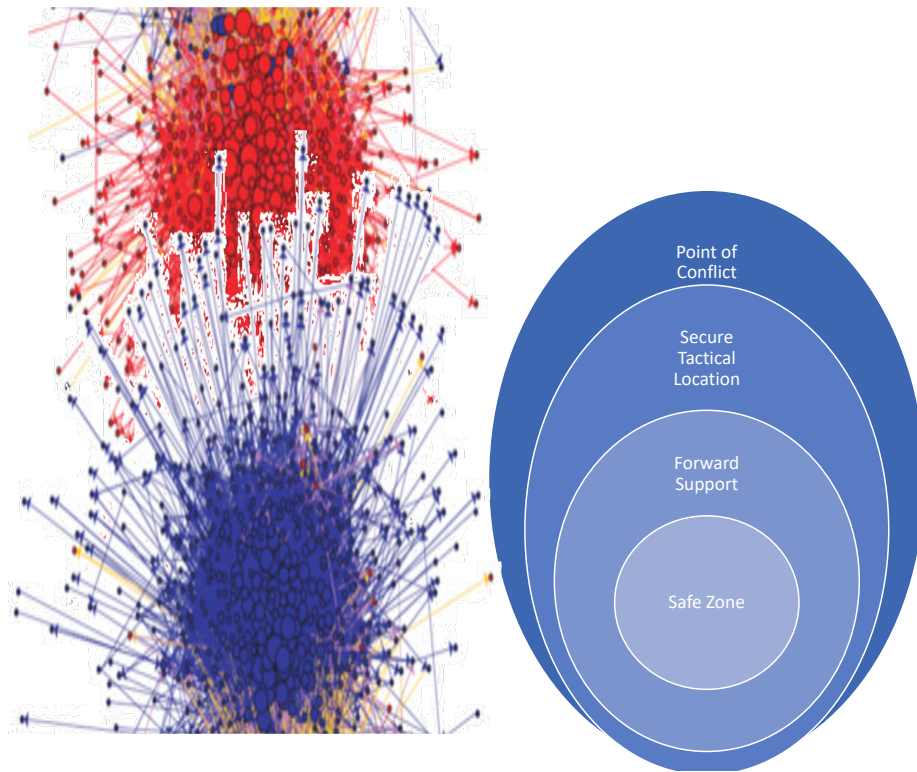 Point of
Conflict
Secure
Tactical
Location
Forward
Support
Safe Zone